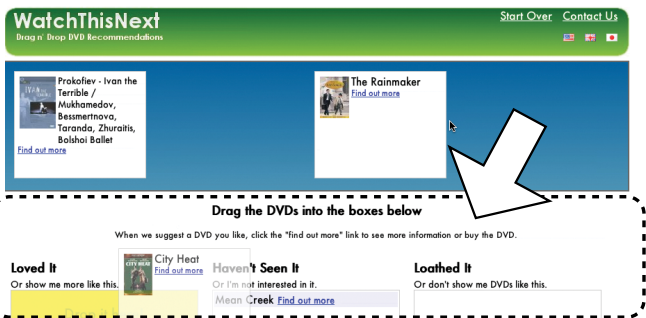 WatchThisNext
Drag n' Drop DVD Recommendations
Start Over Contact Us
Prokofiev - Ivan the
Terrible /
Mukhamedov,
Bessmertnova,
Taranda, Zhuraitis,
Bolshoi Ballet
Find out more
The Rainmaker
Find out more
Drag the DVDs into the boxes below
When we suggest a DVD you like, click the "find out more" link to see more information or buy the DVD.
City Heat
Find out more
Loved It
Or show me more like this.
Haven't Seen It
Or I'm not interested in it.
Mean Creek Find out more
Loathed It
Or don't show me DVDs like this.